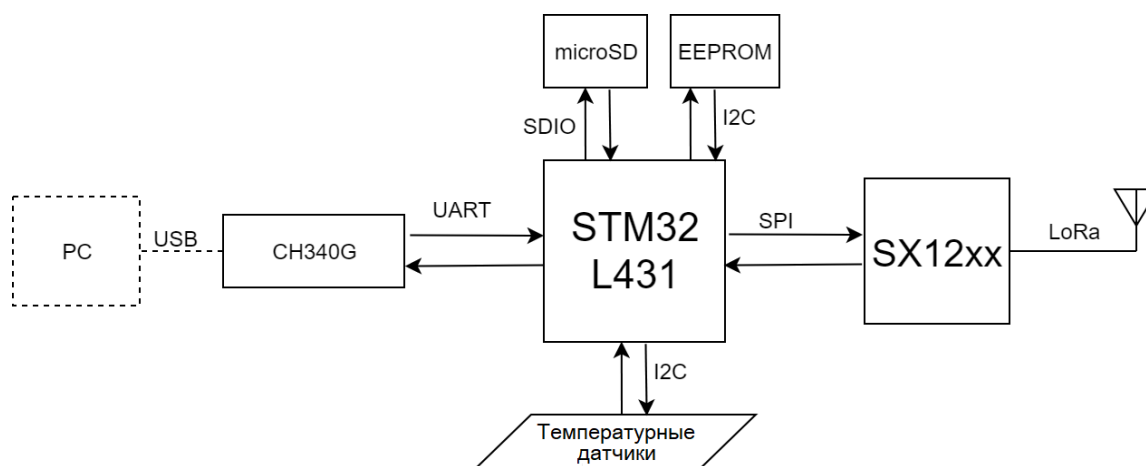 microSD
EEPROM
SDIO
I2C
PC
USB
CH340G
UART
STM32
L431
SPI
SX12xx
LoRa
I2C
Температурные
датчики